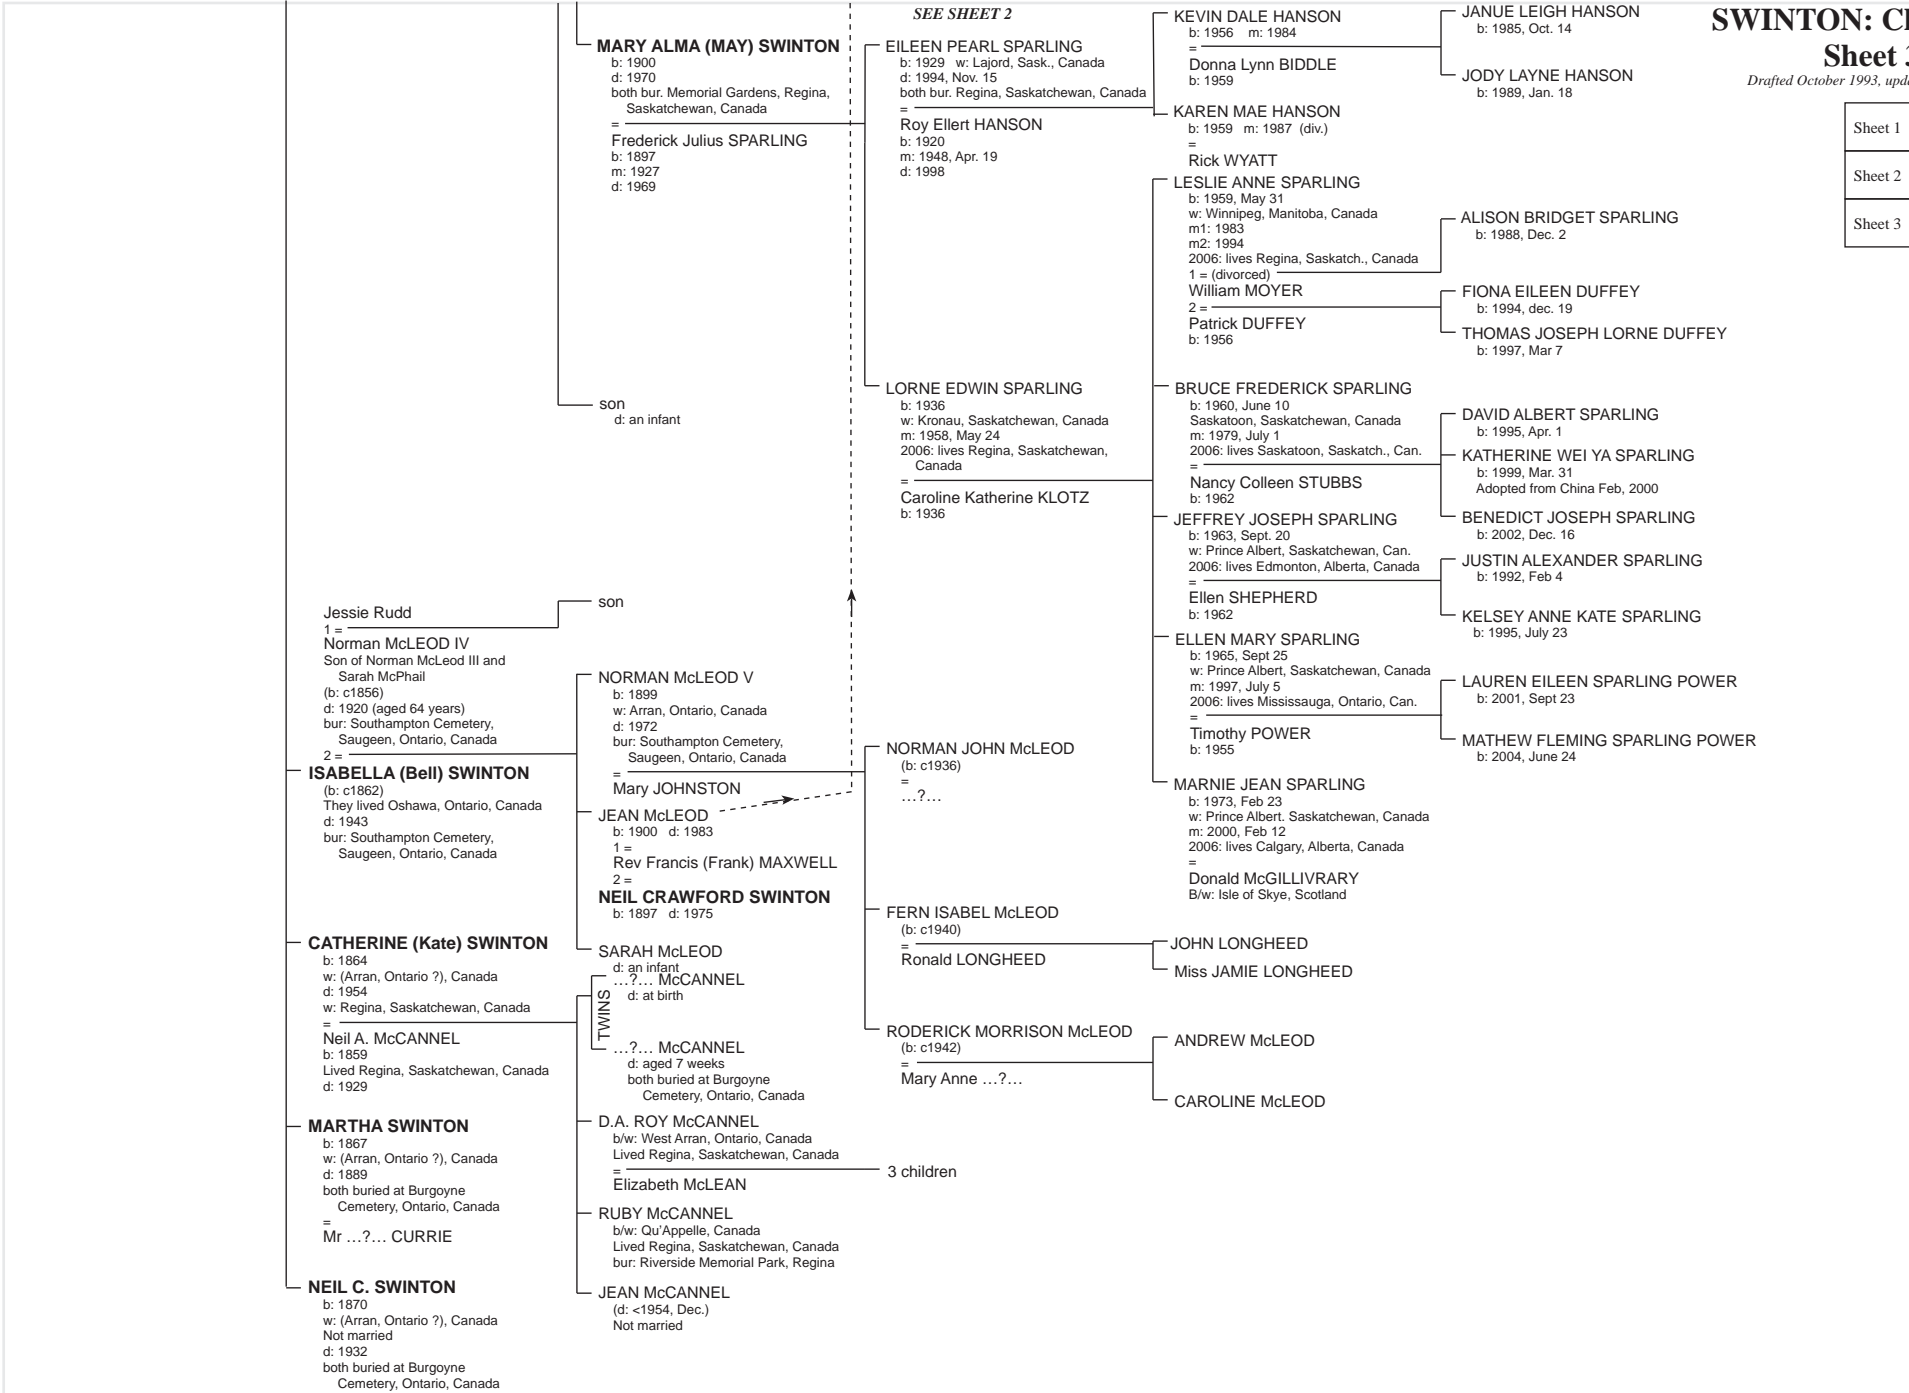 SEE SHEET 2
SWINTON: Cl
Sheet 3
Drafted October 1993, upda
Sheet 1
Sheet 2
Sheet 3
MARY ALMA (MAY) SWINTON
b: 1900
d: 1970
both bur. Memorial Gardens, Regina,
Saskatchewan, Canada
=
Frederick Julius SPARLING
b: 1897
m: 1927
d: 1969
son
d: an infant
Jessie Rudd
1 =
Norman McLEOD IV
Son of Norman McLeod III and
Sarah McPhail
(b: c1856)
d: 1920 (aged 64 years)
bur: Southampton Cemetery,
Saugeen, Ontario, Canada
2 =
ISABELLA (Bell) SWINTON
(b: c1862)
They lived Oshawa, Ontario, Canada
d: 1943
bur: Southampton Cemetery,
Saugeen, Ontario, Canada
CATHERINE (Kate) SWINTON
b: 1864
w: (Arran, Ontario ?), Canada
d: 1954
w: Regina, Saskatchewan, Canada
=
Neil A. McCANNEL
b: 1859
Lived Regina, Saskatchewan, Canada
d: 1929
MARTHA SWINTON
b: 1867
w: (Arran, Ontario ?), Canada
d: 1889
both buried at Burgoyne
Cemetery, Ontario, Canada
=
Mr …?… CURRIE
NEIL C. SWINTON
b: 1870
w: (Arran, Ontario ?), Canada
Not married
d: 1932
both buried at Burgoyne
Cemetery, Ontario, Canada
son
NORMAN McLEOD V
b: 1899
w: Arran, Ontario, Canada
d: 1972
bur: Southampton Cemetery,
Saugeen, Ontario, Canada
=
Mary JOHNSTON
JEAN McLEOD
b: 1900 d: 1983
1 =
Rev Francis (Frank) MAXWELL
2 =
NEIL CRAWFORD SWINTON
b: 1897 d: 1975
SARAH McLEOD
d: an infant
TWINS
…?… McCANNEL
d: at birth
…?… McCANNEL
d: aged 7 weeks
both buried at Burgoyne
Cemetery, Ontario, Canada
D.A. ROY McCANNEL
b/w: West Arran, Ontario, Canada
Lived Regina, Saskatchewan, Canada
=
Elizabeth McLEAN
3 children
RUBY McCANNEL
b/w: Qu'Appelle, Canada
Lived Regina, Saskatchewan, Canada
bur: Riverside Memorial Park, Regina
JEAN McCANNEL
(d: <1954, Dec.)
Not married
EILEEN PEARL SPARLING
b: 1929 w: Lajord, Sask., Canada
d: 1994, Nov. 15
both bur. Regina, Saskatchewan, Canada
=
Roy Ellert HANSON
b: 1920
m: 1948, Apr. 19
d: 1998
LORNE EDWIN SPARLING
b: 1936
w: Kronau, Saskatchewan, Canada
m: 1958, May 24
2006: lives Regina, Saskatchewan,
Canada
=
Caroline Katherine KLOTZ
b: 1936
NORMAN JOHN McLEOD
(b: c1936)
=
…?…
FERN ISABEL McLEOD
(b: c1940)
=
Ronald LONGHEED
RODERICK MORRISON McLEOD
(b: c1942)
=
Mary Anne …?…
KEVIN DALE HANSON
b: 1956 m: 1984
=
Donna Lynn BIDDLE
b: 1959
KAREN MAE HANSON
b: 1959 m: 1987 (div.)
=
Rick WYATT
LESLIE ANNE SPARLING
b: 1959, May 31
w: Winnipeg, Manitoba, Canada
m1: 1983
m2: 1994
2006: lives Regina, Saskatch., Canada
1 = (divorced)
William MOYER
2 =
Patrick DUFFEY
b: 1956
BRUCE FREDERICK SPARLING
b: 1960, June 10
Saskatoon, Saskatchewan, Canada
m: 1979, July 1
2006: lives Saskatoon, Saskatch., Can.
=
Nancy Colleen STUBBS
b: 1962
JEFFREY JOSEPH SPARLING
b: 1963, Sept. 20
w: Prince Albert, Saskatchewan, Can.
2006: lives Edmonton, Alberta, Canada
=
Ellen SHEPHERD
b: 1962
ELLEN MARY SPARLING
b: 1965, Sept 25
w: Prince Albert, Saskatchewan, Canada
m: 1997, July 5
2006: lives Mississauga, Ontario, Can.
=
Timothy POWER
b: 1955
MARNIE JEAN SPARLING
b: 1973, Feb 23
w: Prince Albert. Saskatchewan, Canada
m: 2000, Feb 12
2006: lives Calgary, Alberta, Canada
=
Donald McGILLIVRARY
B/w: Isle of Skye, Scotland
JOHN LONGHEED
Miss JAMIE LONGHEED
ANDREW McLEOD
CAROLINE McLEOD
JANUE LEIGH HANSON
b: 1985, Oct. 14
JODY LAYNE HANSON
b: 1989, Jan. 18
ALISON BRIDGET SPARLING
b: 1988, Dec. 2
FIONA EILEEN DUFFEY
b: 1994, dec. 19
THOMAS JOSEPH LORNE DUFFEY
b: 1997, Mar 7
DAVID ALBERT SPARLING
b: 1995, Apr. 1
KATHERINE WEI YA SPARLING
b: 1999, Mar. 31
Adopted from China Feb, 2000
BENEDICT JOSEPH SPARLING
b: 2002, Dec. 16
JUSTIN ALEXANDER SPARLING
b: 1992, Feb 4
KELSEY ANNE KATE SPARLING
b: 1995, July 23
LAUREN EILEEN SPARLING POWER
b: 2001, Sept 23
MATHEW FLEMING SPARLING POWER
b: 2004, June 24